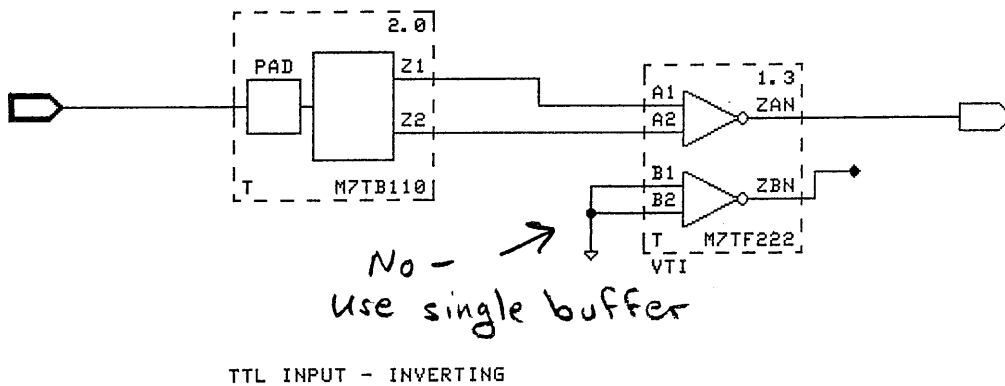 2.0
PAD
Z1
Z2
T M7TB110
1.3
A1 ZAN
A2
B1
B2 ZBN
T M7TF222
VTI
No -
Use single buffer
TTL INPUT - INVERTING